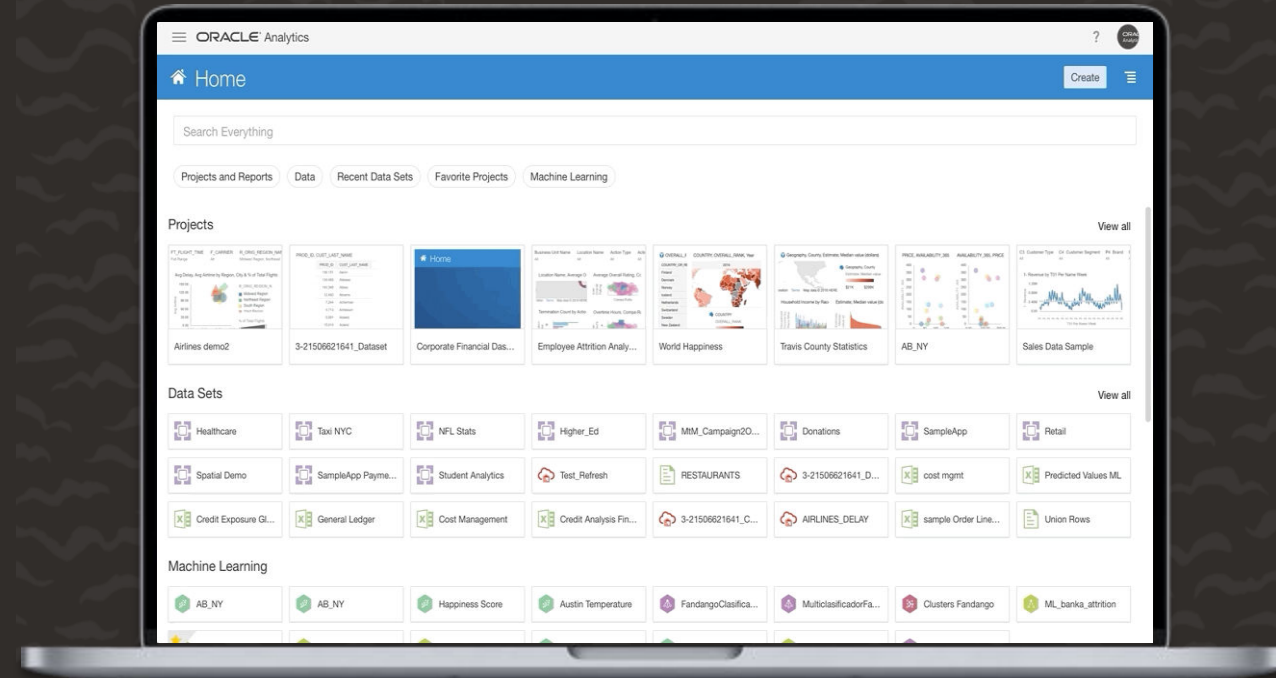 ORACLE Analytics
?
Home
Create
Search Everything
Projects and Reports
Data
Recent Data Sets
Favorite Projects
Machine Learning
Projects
View all
PROD_ID, CUST_LAST_NAME
Home
Airlines demo2
3-21506621641_Dataset
Corporate Financial Das...
Employee Attrition Analy...
World Happiness
Travis County Statistics
AB_NY
Sales Data Sample
Data Sets
View all
Healthcare
Taxi NYC
NFL Stats
Higher_Ed
MtM_Campaign2O...
Donations
SampleApp
Retail
Spatial Demo
SampleApp Payme...
Student Analytics
Test_Refresh
RESTAURANTS
3-21506621641_D...
cost mgmt
Predicted Values ML
Credit Exposure Gl...
General Ledger
Cost Management
Credit Analysis Fin...
3-21506621641_C...
AIRLINES_DELAY
sample Order Line...
Union Rows
Machine Learning
AB_NY
AB_NY
Happiness Score
Austin Temperature
FandangoClasifica...
MulticlasificadorFa...
Clusters Fandango
ML_banka_attrition